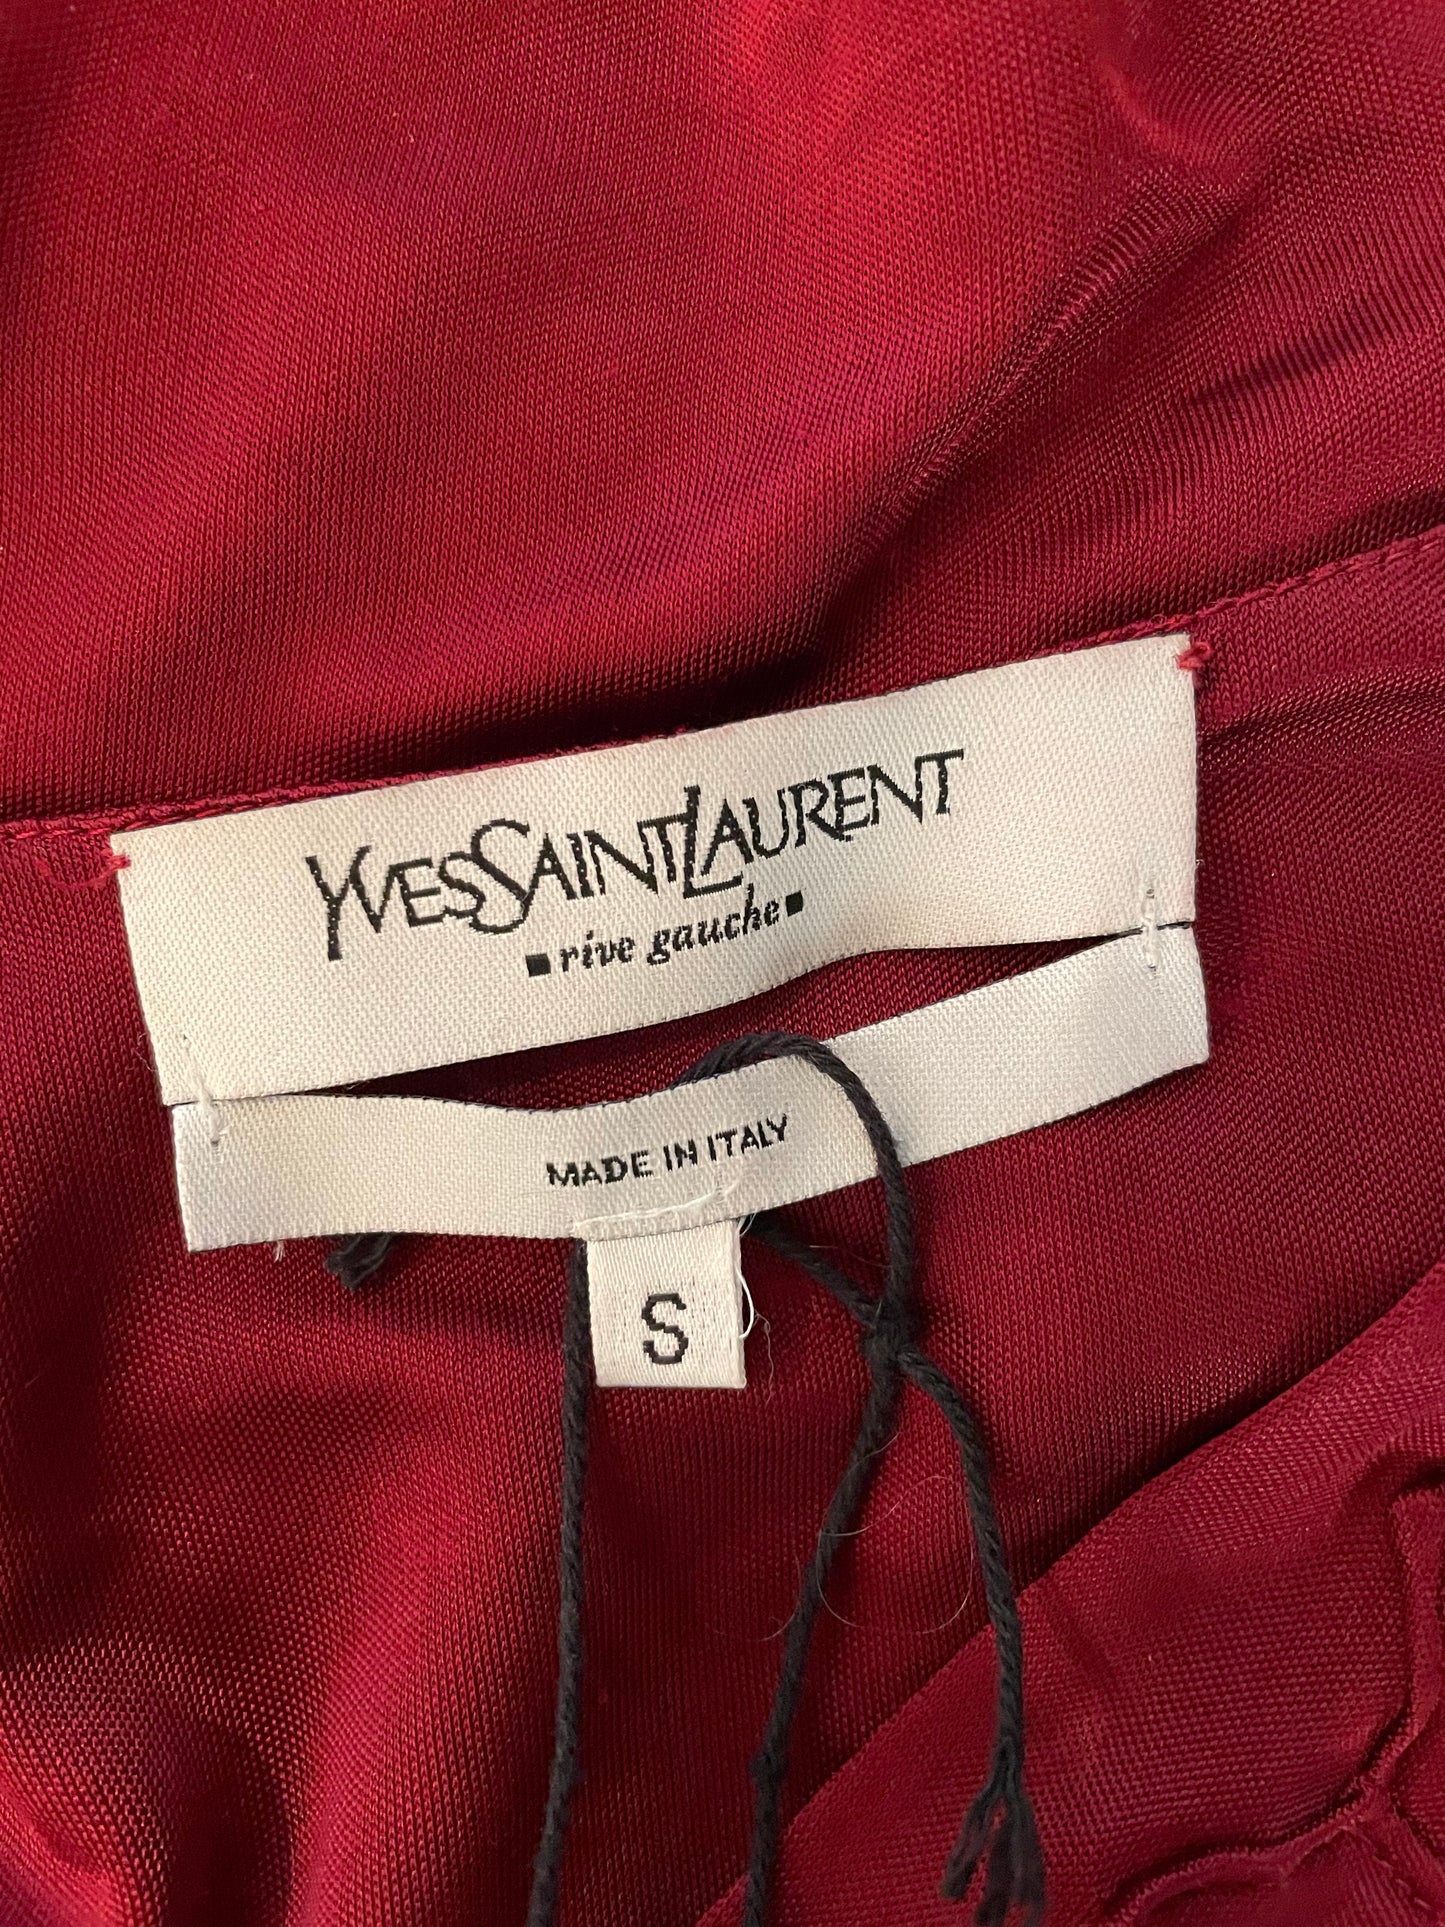 YVESSAINTLAURENT
▪rive gauche▪
MADE IN ITALY
S